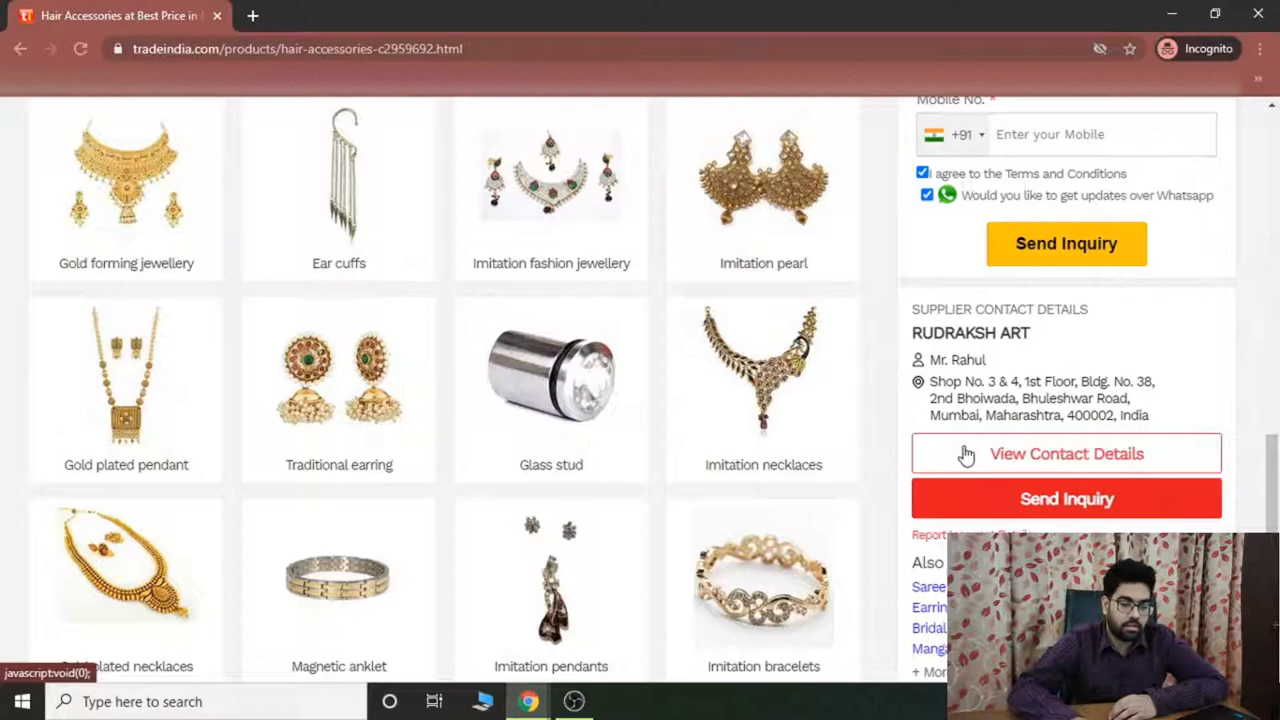 Hair Accessories at Best Price in
tradeindia.com/products/hair-accessories-c2959692.html
Incognito
Mobile No. *
+91
Enter your Mobile
I agree to the Terms and Conditions
Would you like to get updates over Whatsapp
Send Inquiry
Gold forming jewellery
Ear cuffs
Imitation fashion jewellery
Imitation pearl
SUPPLIER CONTACT DETAILS
RUDRAKSH ART
Mr. Rahul
Shop No. 3 & 4, 1st Floor, Bldg. No. 38,
2nd Bhoiwada, Bhuleshwar Road,
Mumbai, Maharashtra, 400002, India
View Contact Details
Send Inquiry
Gold plated pendant
Traditional earring
Glass stud
Imitation necklaces
Report
Also
Saree
Bridal
+ Mor
plated necklaces
Magnetic anklet
Imitation pendants
Imitation bracelets
javascript:void(0);
Type here to search